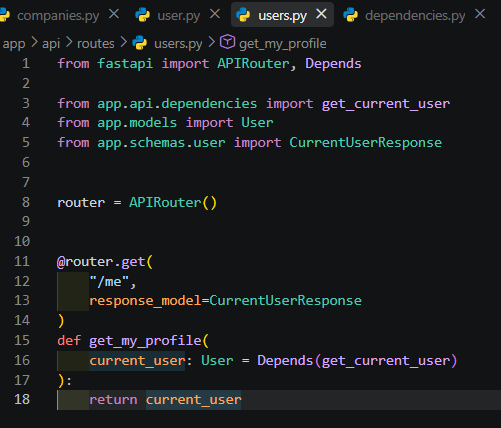 companies.py user.py users.py dependencies.py
app > api > routes > users.py > get_my_profile
1 from fastapi import APIRouter, Depends
2
3 from app.api.dependencies import get_current_user
4 from app.models import User
5 from app.schemas.user import CurrentUserResponse
6
7
8 router = APIRouter()
9
10
11 @router.get(
12     "/me",
13     response_model=CurrentUserResponse
14 )
15 def get_my_profile(
16     current_user: User = Depends(get_current_user)
17 ):
18     return current_user